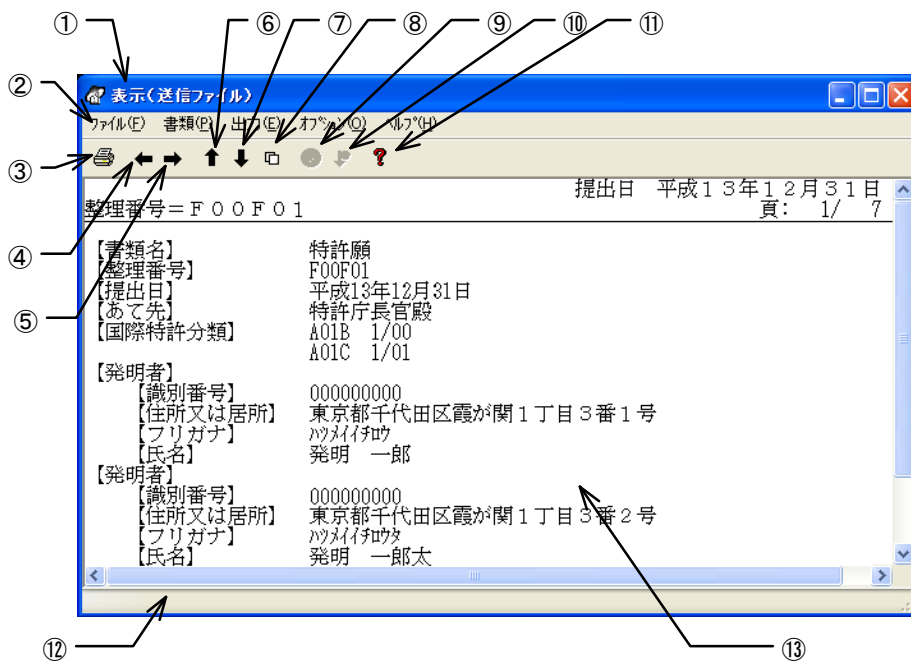 ① ⑥ ⑦ ⑧ ⑨ ⑩ ⑪
②
表示(送信ファイル)
ファイル(F) 書類(P) 出力(E) オプション(O) ヘルプ(H)
③
提出日 平成13年12月31日
整理番号=F00F01 頁: 1/ 7
④
【書類名】 特許願
【整理番号】 F00F01
【提出日】 平成13年12月31日
⑤
【あて先】 特許庁長官殿
【国際特許分類】 A01B 1/00
A01C 1/01
【発明者】
【識別番号】 000000000
【住所又は居所】 東京都千代田区霞が関1丁目3番1号
【フリガナ】 ハツメイイチロウ
【氏名】 発明 一郎
【発明者】
【識別番号】 000000000
【住所又は居所】 東京都千代田区霞が関1丁目3番2号
【フリガナ】 ハツメイイチロウタ
【氏名】 発明 一郎太
⑫ ⑬